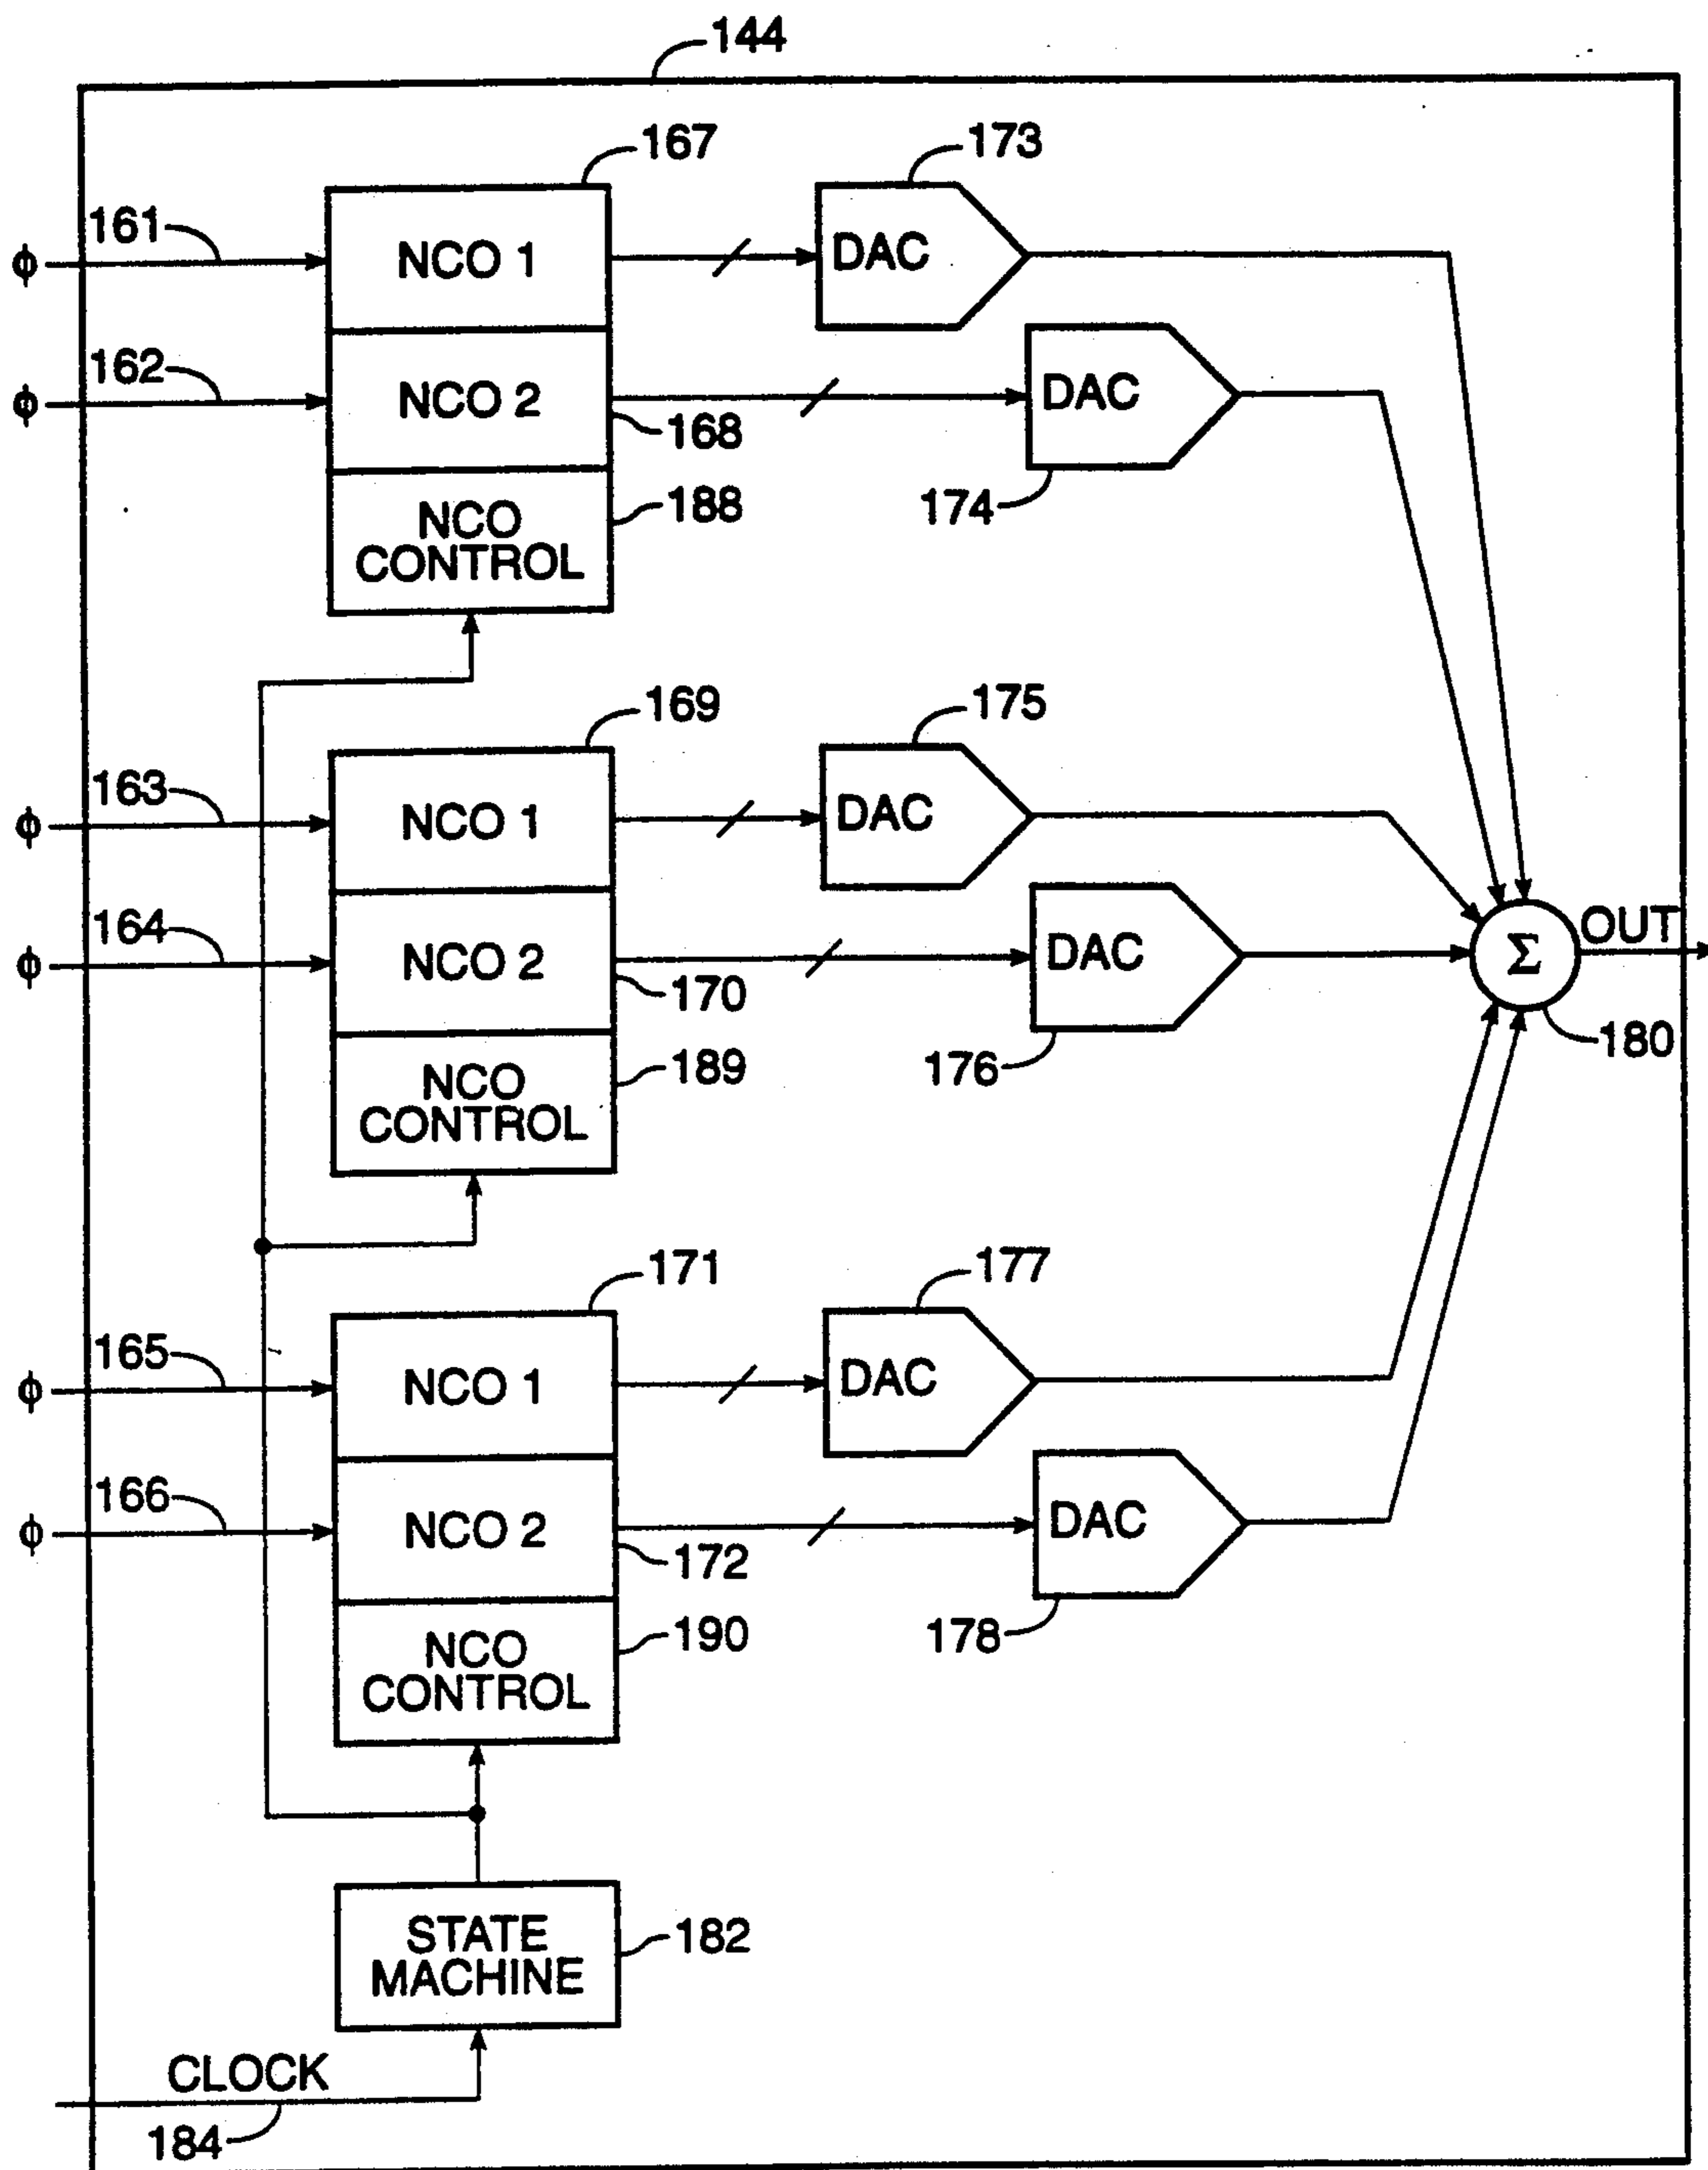 144
167
173
161
φ
NCO 1
DAC
162
φ
NCO 2
168
DAC
174
NCO
CONTROL
188
169
175
163
φ
NCO 1
DAC
164
φ
NCO 2
170
DAC
176
OUT
Σ
180
NCO
CONTROL
189
171
177
165
φ
NCO 1
DAC
166
φ
NCO 2
172
DAC
178
NCO
CONTROL
190
STATE
MACHINE
182
CLOCK
184